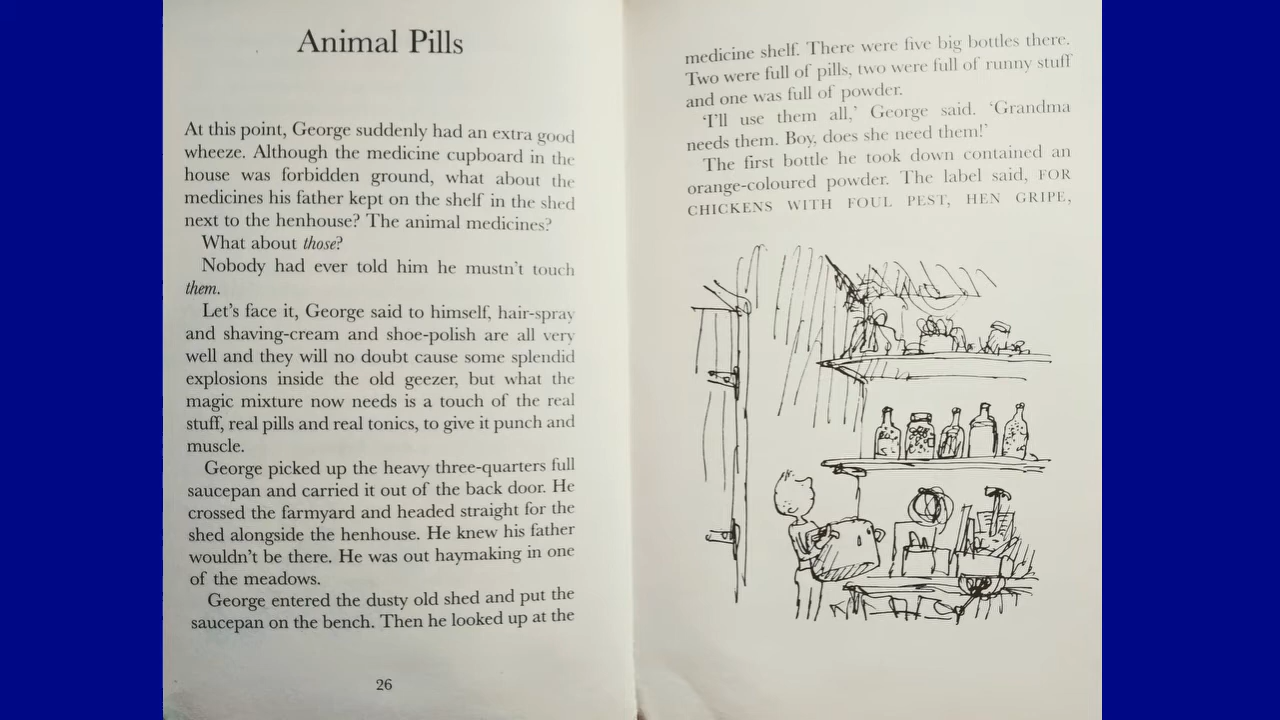 Animal Pills
At this point, George suddenly had an extra good
wheeze. Although the medicine cupboard in the
house was forbidden ground, what about the
medicines his father kept on the shelf in the shed
next to the henhouse? The animal medicines?
What about those?
Nobody had ever told him he mustn't touch
them.
Let's face it, George said to himself, hair-spray
and shaving-cream and shoe-polish are all very
well and they will no doubt cause some splendid
explosions inside the old geezer, but what the
magic mixture now needs is a touch of the real
stuff, real pills and real tonics, to give it punch and
muscle.
George picked up the heavy three-quarters full
saucepan and carried it out of the back door. He
crossed the farmyard and headed straight for the
shed alongside the henhouse. He knew his father
wouldn't be there. He was out haymaking in one
of the meadows.
George entered the dusty old shed and put the
saucepan on the bench. Then he looked up at the
26
medicine shelf. There were five big bottles there.
Two were full of pills, two were full of runny stuff
and one was full of powder.
‘I'll use them all,’ George said. ‘Grandma
needs them. Boy, does she need them!’
The first bottle he took down contained an
orange-coloured powder. The label said, FOR
CHICKENS WITH FOUL PEST, HEN GRIPE,